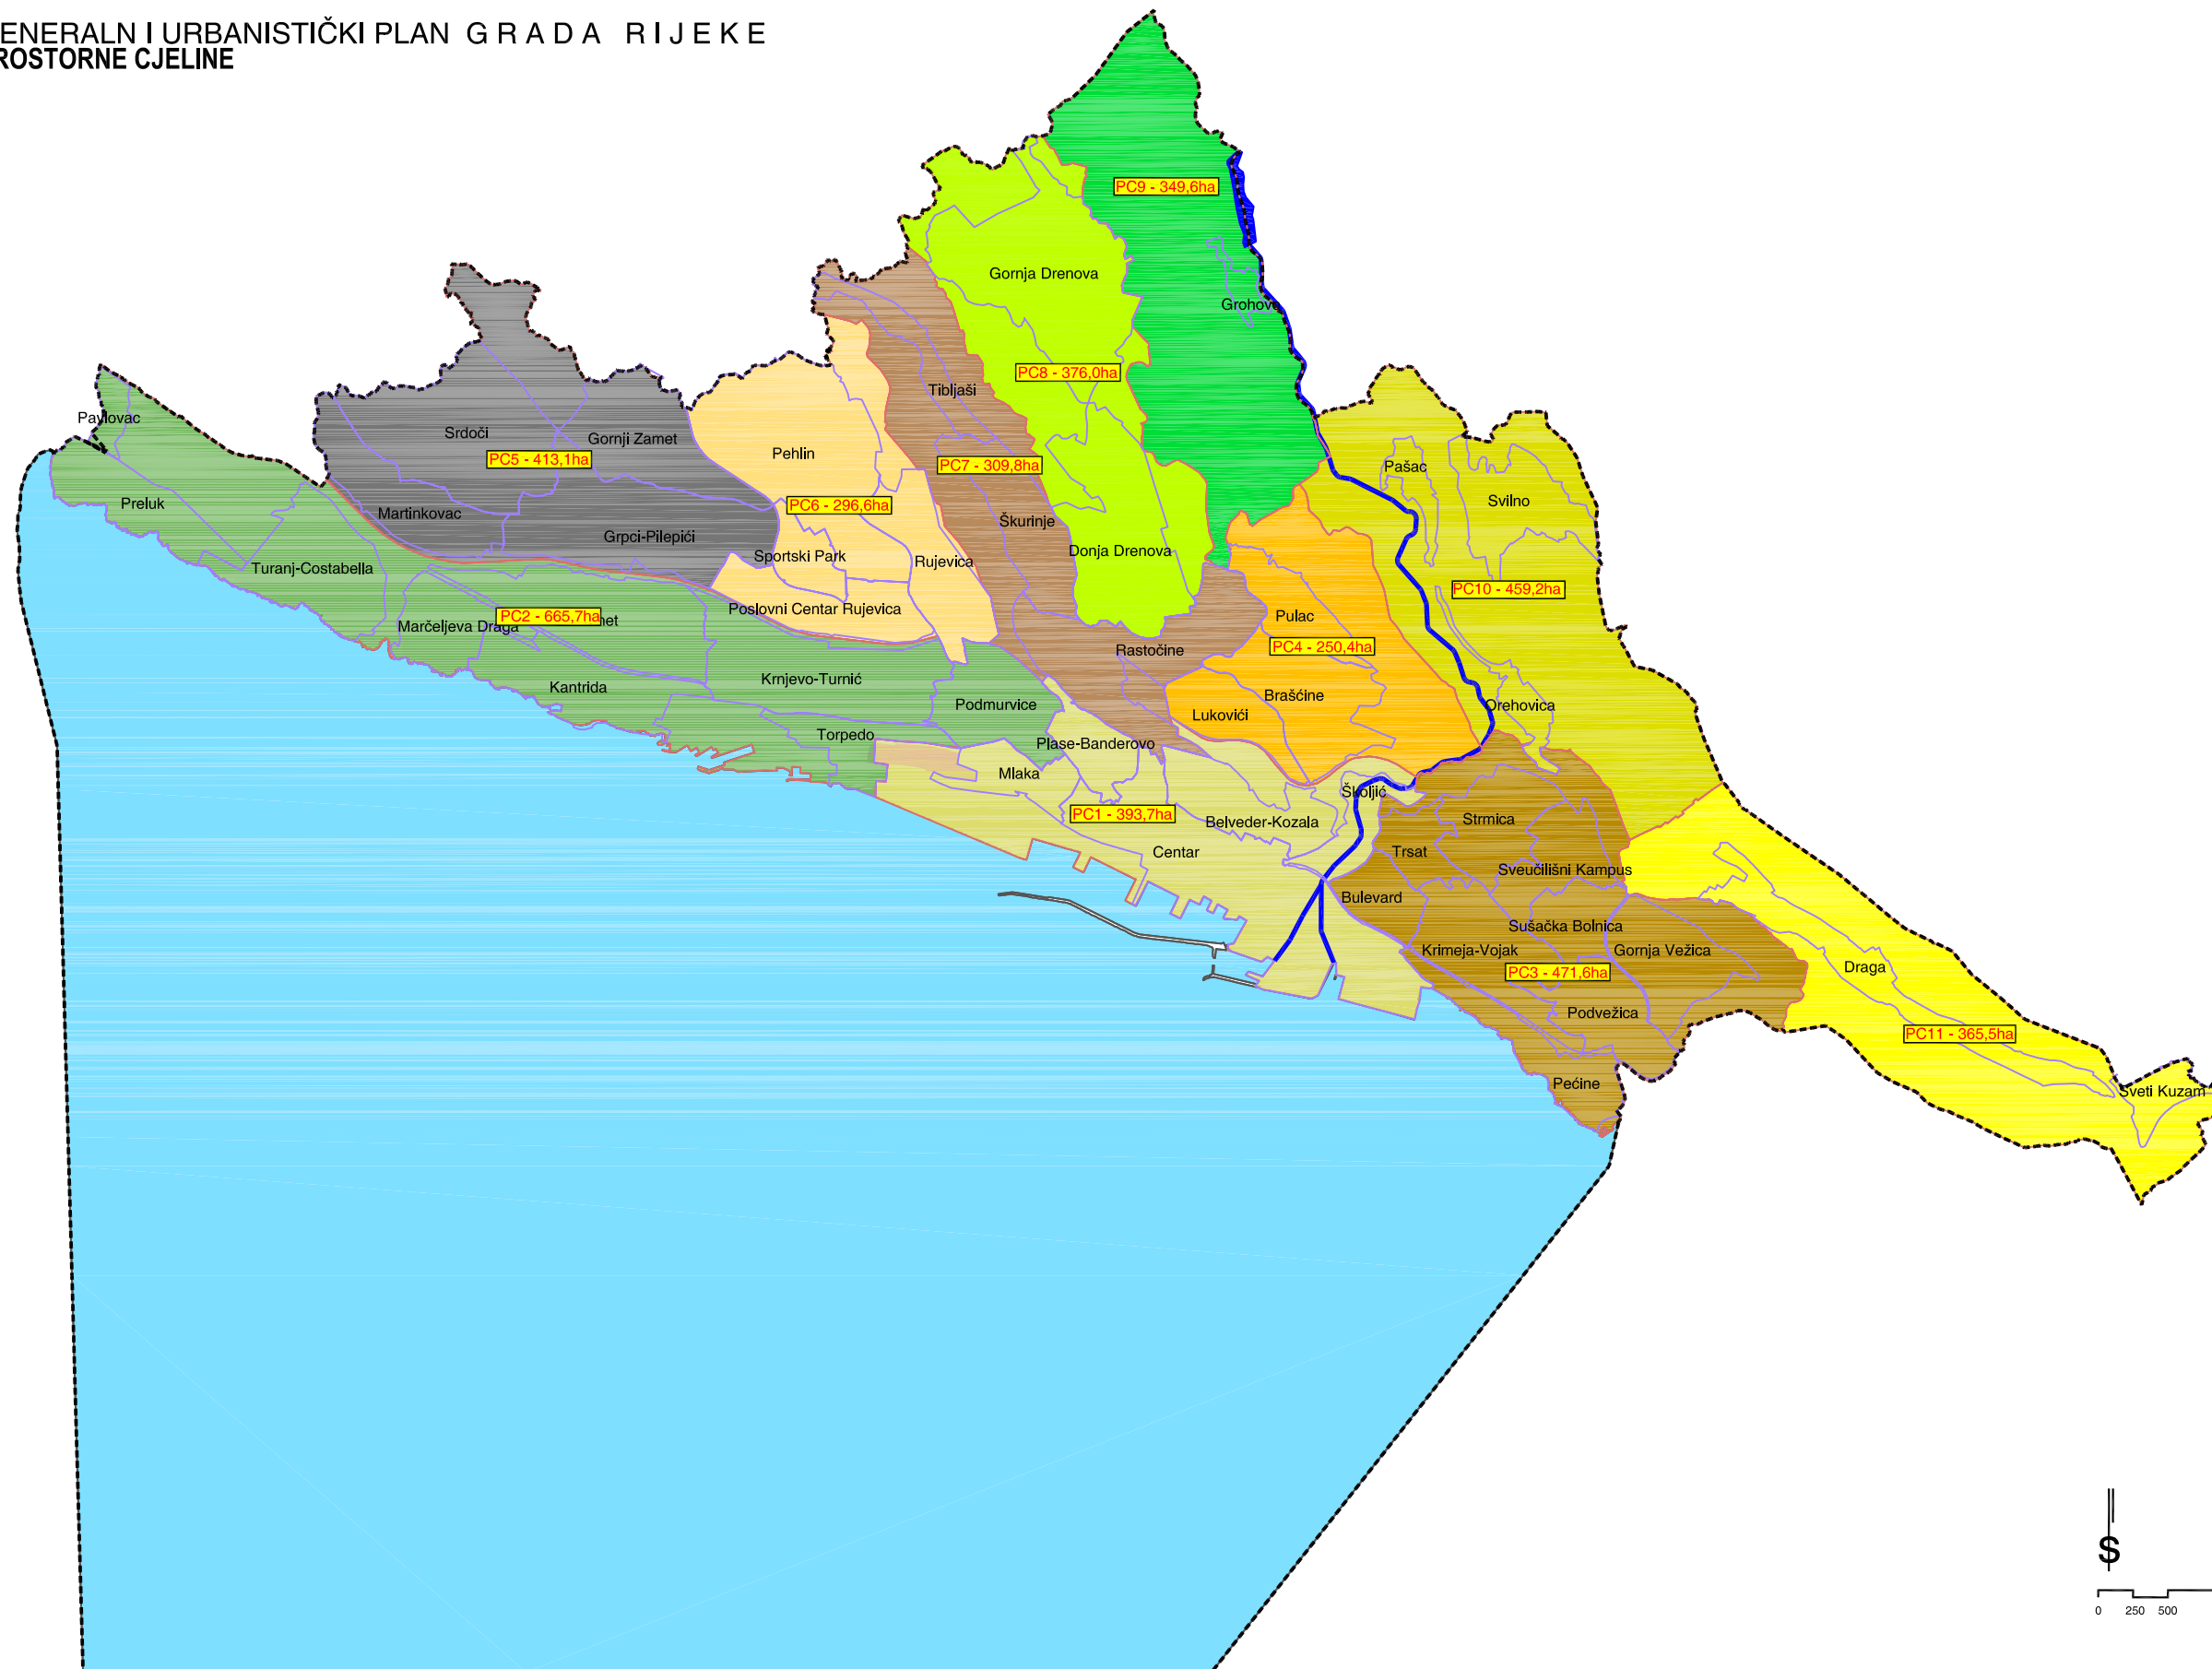 ENERALN I URBANISTIČKI PLAN G R A D A R I J E K E
ROSTORNE CJELINE
PC9 - 349,6ha
Gornja Drenova
Grohovo
PC8 - 376,0ha
Tibljaši
Pavlovac
Srdoči
Gornji Zamet
PC5 - 413,1ha
Pehlin
PC7 - 309,8ha
Pašac
Svilno
Preluk
Martinkovac
PC6 - 296,6ha
Škurinje
Grpci-Pilepići
Sportski Park
Rujevica
Donja Drenova
Turanj-Costabella
PC10 - 459,2ha
Poslovni Centar Rujevica
PC2 - 665,7ha
Marčeljeva Draga
net
Pulac
PC4 - 250,4ha
Rastočine
Kantrida
Krnjevo-Turnić
Podmurvice
Brašćine
Lukovići
Orehovica
Torpedo
Plase-Banderovo
Mlaka
Školjić
PC1 - 393,7ha
Belveder-Kozala
Strmica
Centar
Trsat
Sveučilišni Kampus
Bulevard
Sušačka Bolnica
Krimeja-Vojak
Gornja Vežica
PC3 - 471,6ha
Draga
Podvežica
PC11 - 365,5ha
Pećine
Sveti Kuzam
S
0 250 500